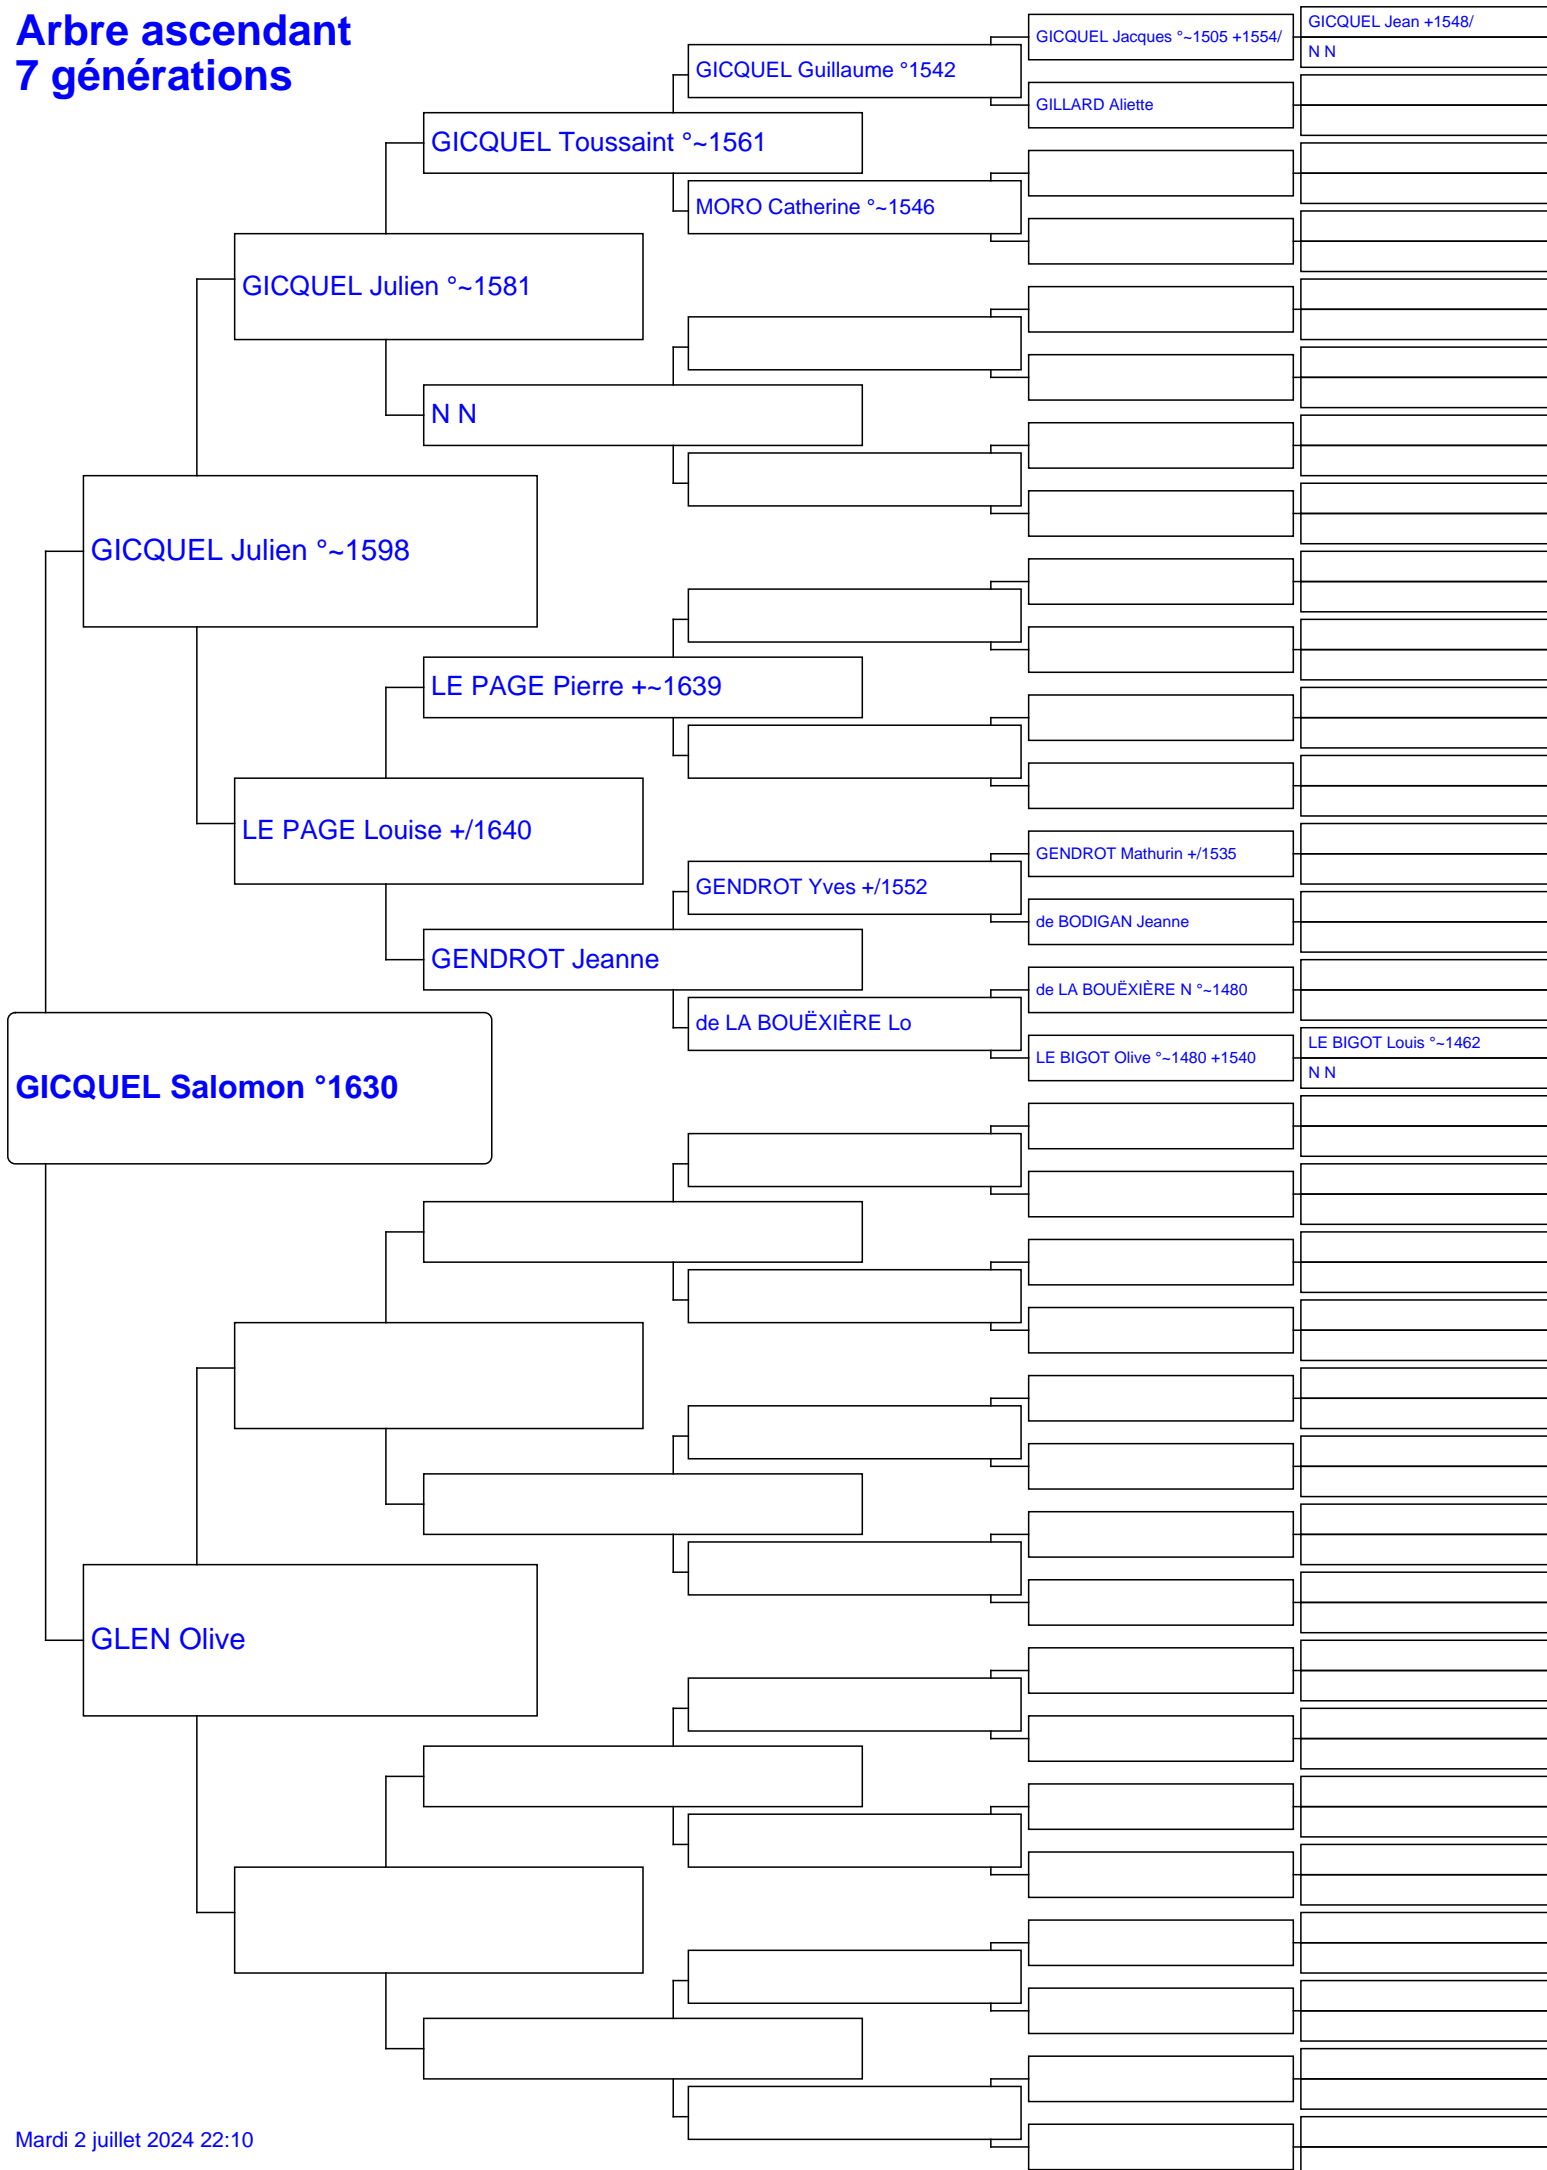 Arbre ascendant
7 générations
GICQUEL Jacques °~1505 +1554/
GICQUEL Jean +1548/
N N
GICQUEL Guillaume °1542
GILLARD Aliette
GICQUEL Toussaint °~1561
MORO Catherine °~1546
GICQUEL Julien °~1581
N N
GICQUEL Julien °~1598
LE PAGE Pierre +~1639
LE PAGE Louise +/1640
GENDROT Mathurin +/1535
GENDROT Yves +/1552
de BODIGAN Jeanne
GENDROT Jeanne
de LA BOUËXIÈRE N °~1480
de LA BOUËXIÈRE Lo
LE BIGOT Olive °~1480 +1540
LE BIGOT Louis °~1462
N N
GICQUEL Salomon °1630
GLEN Olive
Mardi 2 juillet 2024 22:10